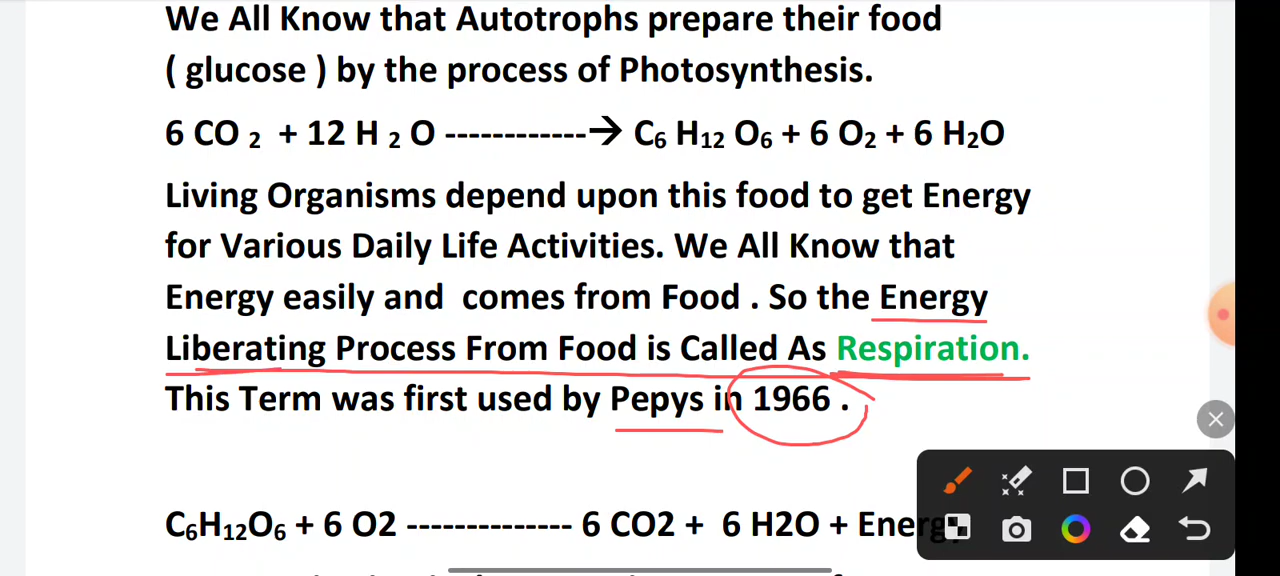 We All Know that Autotrophs prepare their food
( glucose ) by the process of Photosynthesis.
6 CO 2 + 12 H 2 O ------------→ C6 H12 O6 + 6 O2 + 6 H2O
Living Organisms depend upon this food to get Energy
for Various Daily Life Activities. We All Know that
Energy easily and comes from Food . So the Energy
Liberating Process From Food is Called As Respiration.
This Term was first used by Pepys in 1966 .
C6H12O6 + 6 O2 -------------- 6 CO2 + 6 H2O + Energy